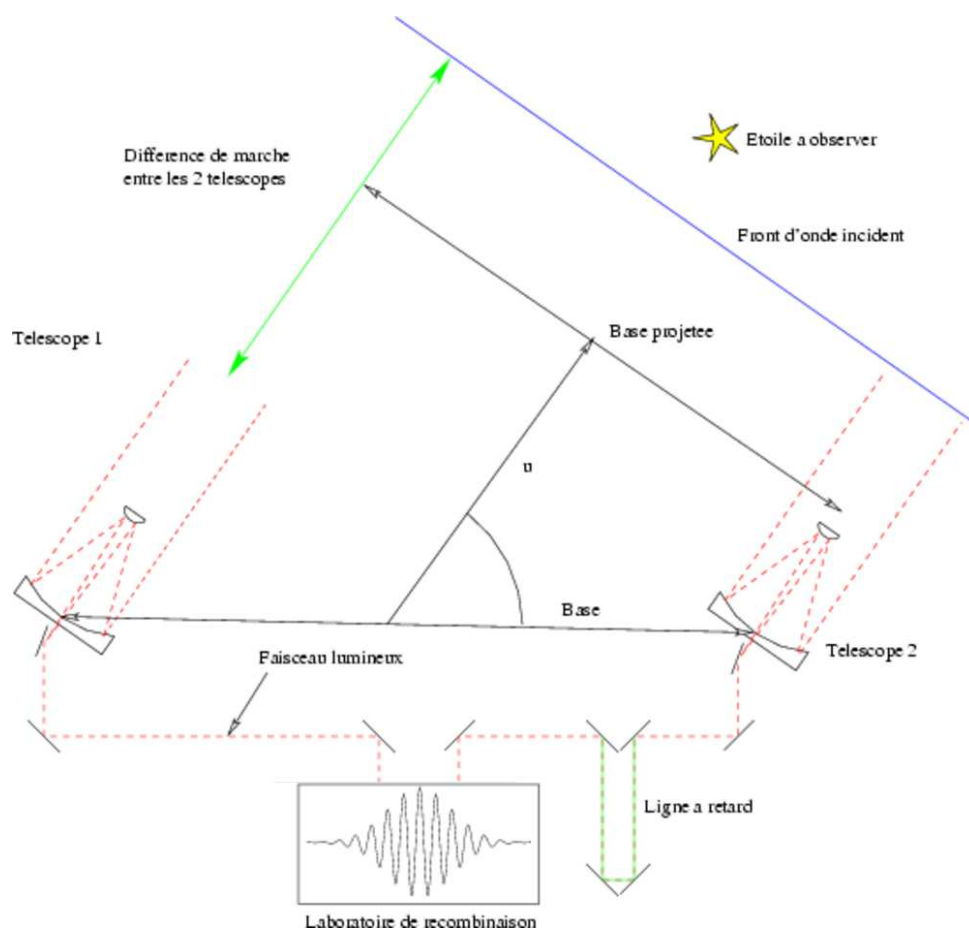 Etoile a observer
Difference de marche
entre les 2 telescopes
Front d'onde incident
Telescope 1
Base projetee
u
Base
Telescope 2
Faisceau lumineux
Ligne a retard
Laboratoire de recombinaison